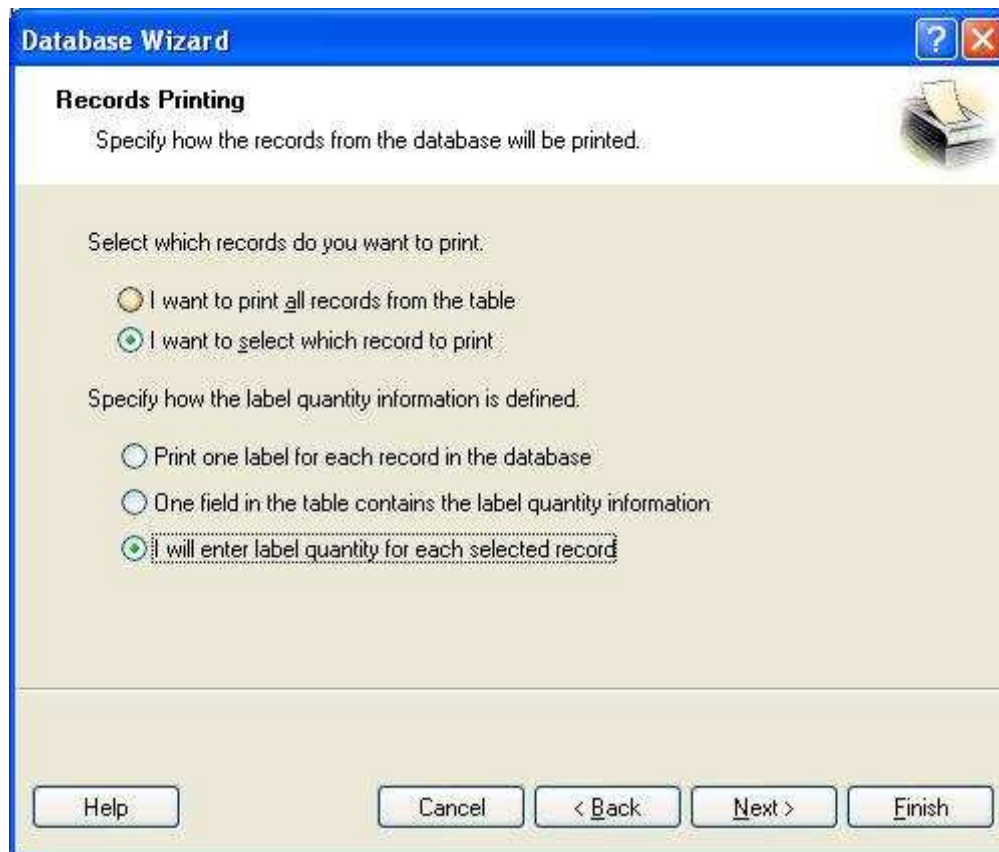 Database Wizard
Records Printing
Specify how the records from the database will be printed.
Select which records do you want to print.
I want to print all records from the table
I want to select which record to print
Specify how the label quantity information is defined.
Print one label for each record in the database
One field in the table contains the label quantity information
I will enter label quantity for each selected record
Help Cancel < Back Next > Finish